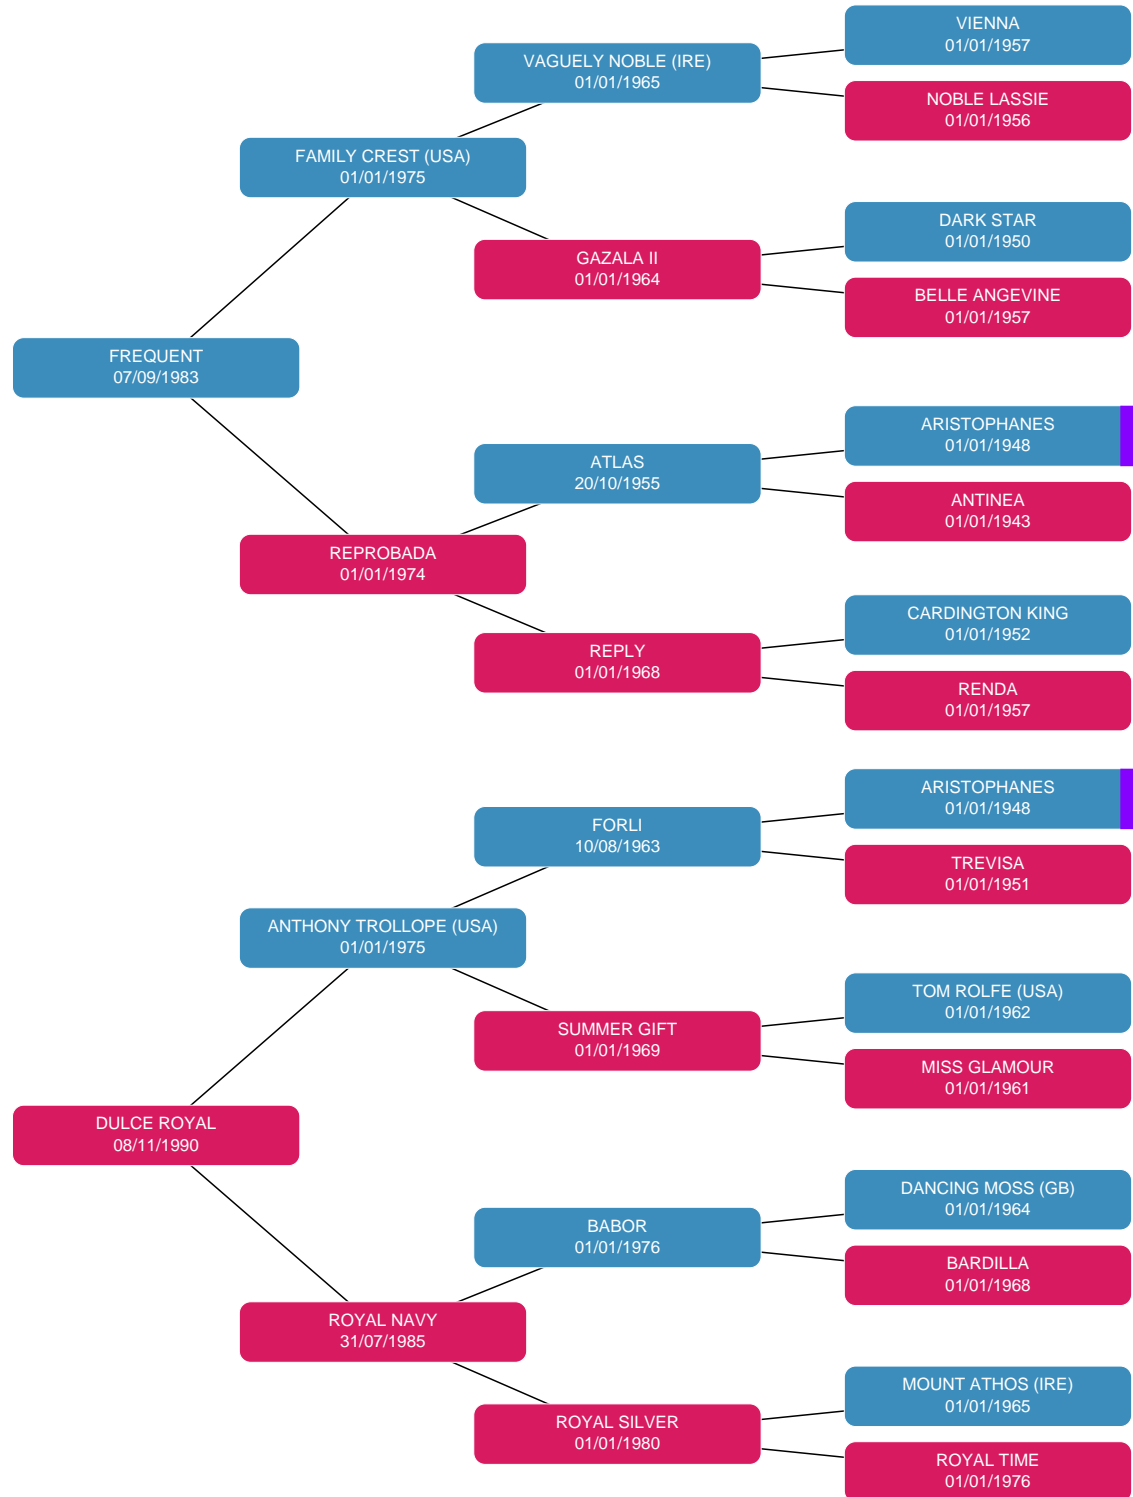 VIENNA
01/01/1957
VAGUELY NOBLE (IRE)
01/01/1965
NOBLE LASSIE
01/01/1956
FAMILY CREST (USA)
01/01/1975
DARK STAR
01/01/1950
GAZALA II
01/01/1964
BELLE ANGEVINE
01/01/1957
FREQUENT
07/09/1983
ARISTOPHANES
01/01/1948
ATLAS
20/10/1955
ANTINEA
01/01/1943
REPROBADA
01/01/1974
CARDINGTON KING
01/01/1952
REPLY
01/01/1968
RENDA
01/01/1957
ARISTOPHANES
01/01/1948
FORLI
10/08/1963
TREVISA
01/01/1951
ANTHONY TROLLOPE (USA)
01/01/1975
TOM ROLFE (USA)
01/01/1962
SUMMER GIFT
01/01/1969
MISS GLAMOUR
01/01/1961
DULCE ROYAL
08/11/1990
DANCING MOSS (GB)
01/01/1964
BABOR
01/01/1976
BARDILLA
01/01/1968
ROYAL NAVY
31/07/1985
MOUNT ATHOS (IRE)
01/01/1965
ROYAL SILVER
01/01/1980
ROYAL TIME
01/01/1976